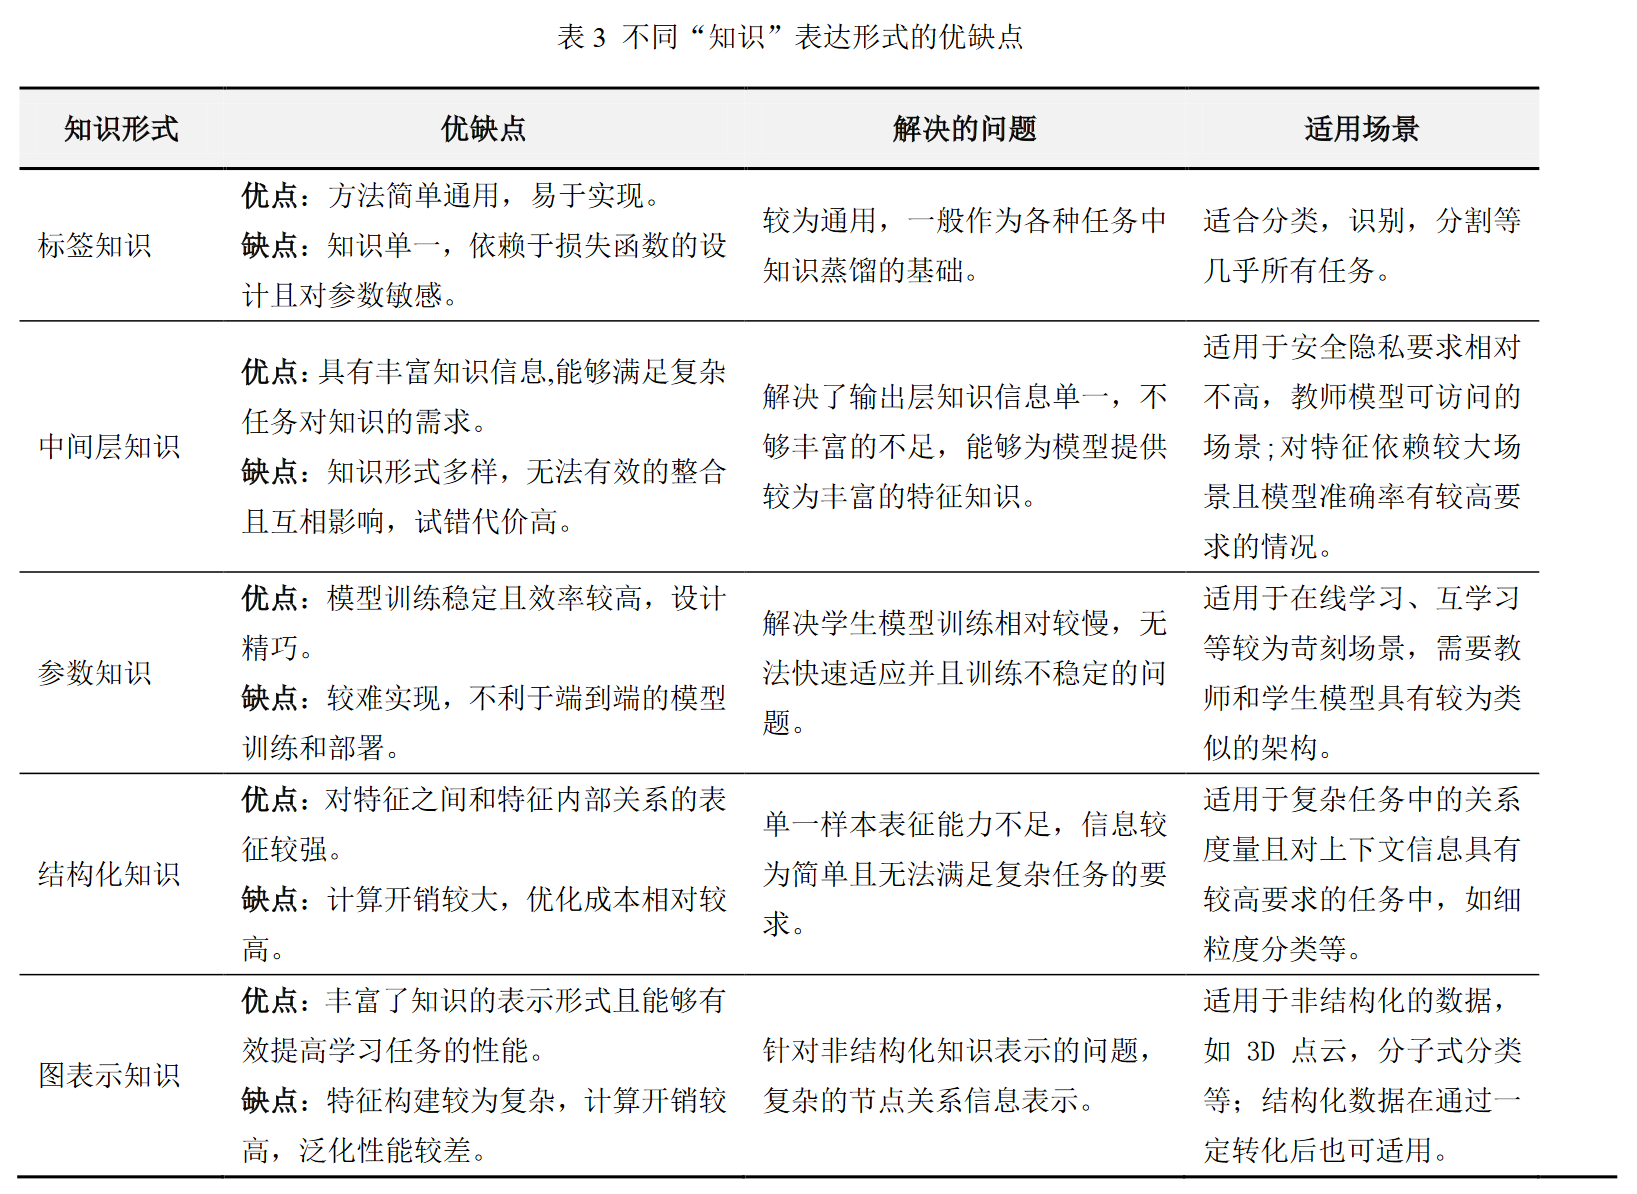 表3 不同“知识”表达形式的优缺点
知识形式
优缺点
解决的问题
适用场景
标签知识
优点：方法简单通用，易于实现。
缺点：知识单一，依赖于损失函数的设
计且对参数敏感。
较为通用，一般作为各种任务中
知识蒸馏的基础。
适合分类，识别，分割等
几乎所有任务。
中间层知识
优点：具有丰富知识信息,能够满足复杂
任务对知识的需求。
缺点：知识形式多样，无法有效的整合
且互相影响，试错代价高。
解决了输出层知识信息单一，不
够丰富的不足，能够为模型提供
较为丰富的特征知识。
适用于安全隐私要求相对
不高，教师模型可访问的
场景;对特征依赖较大场
景且模型准确率有较高要
求的情况。
参数知识
优点：模型训练稳定且效率较高，设计
精巧。
缺点：较难实现，不利于端到端的模型
训练和部署。
解决学生模型训练相对较慢，无
法快速适应并且训练不稳定的问
题。
适用于在线学习、互学习
等较为苛刻场景，需要教
师和学生模型具有较为类
似的架构。
结构化知识
优点：对特征之间和特征内部关系的表
征较强。
缺点：计算开销较大，优化成本相对较
高。
单一样本表征能力不足，信息较
为简单且无法满足复杂任务的要
求。
适用于复杂任务中的关系
度量且对上下文信息具有
较高要求的任务中，如细
粒度分类等。
图表示知识
优点：丰富了知识的表示形式且能够有
效提高学习任务的性能。
缺点：特征构建较为复杂，计算开销较
高，泛化性能较差。
针对非结构化知识表示的问题，
复杂的节点关系信息表示。
适用于非结构化的数据，
如 3D 点云，分子式分类
等；结构化数据在通过一
定转化后也可适用。